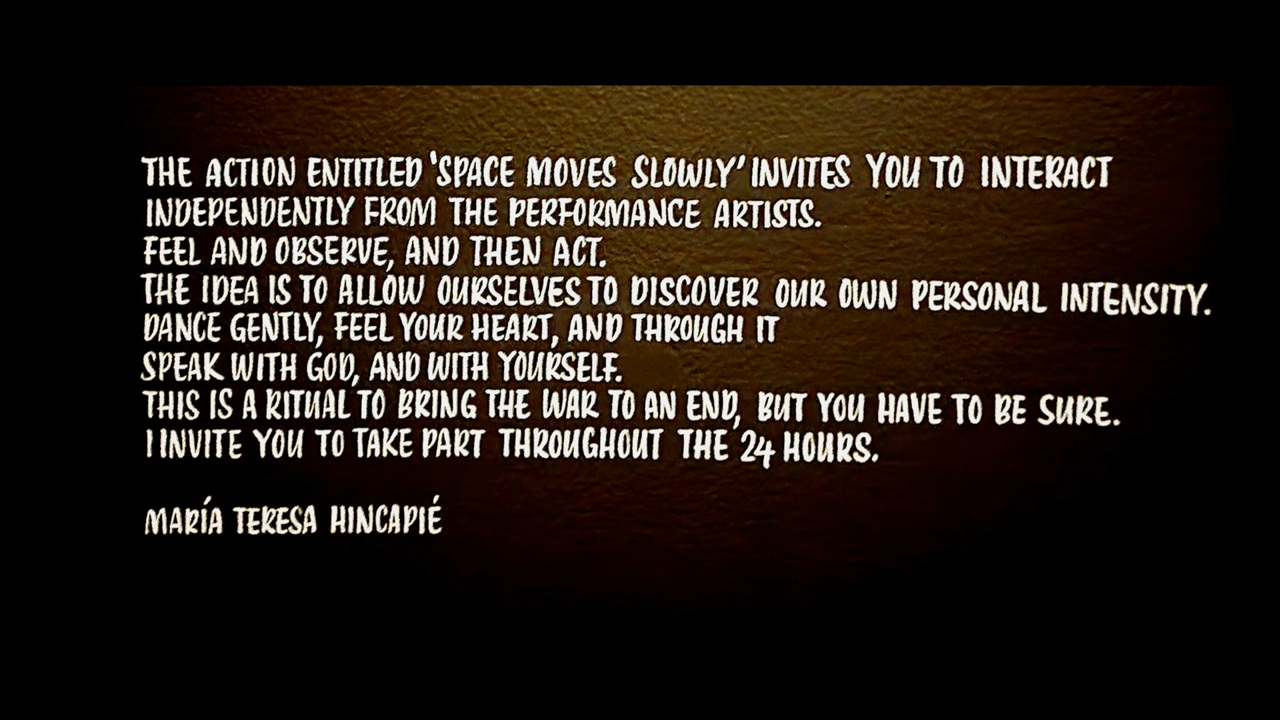 THE ACTION ENTITLED 'SPACE MOVES SLOWLY' INVITES YOU TO INTERACT
INDEPENDENTLY FROM THE PERFORMANCE ARTISTS.
FEEL AND OBSERVE, AND THEN ACT.
THE IDEA IS TO ALLOW OURSELVES TO DISCOVER OUR OWN PERSONAL INTENSITY.
DANCE GENTLY, FEEL YOUR HEART, AND THROUGH IT
SPEAK WITH GOD, AND WITH YOURSELF.
THIS IS A RITUAL TO BRING THE WAR TO AN END, BUT YOU HAVE TO BE SURE.
I INVITE YOU TO TAKE PART THROUGHOUT THE 24 HOURS.
MARÍA TERESA HINCAPIÉ